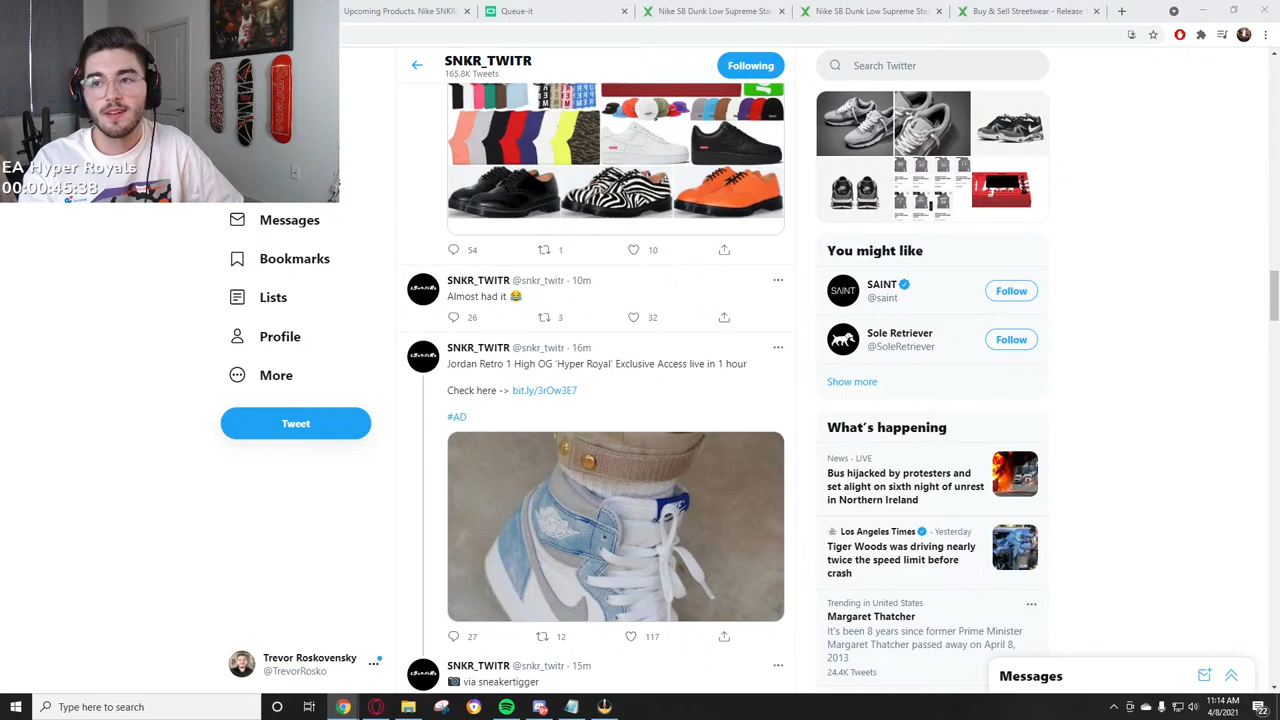 Upcoming Products. Nike SNKR
Queue-it
Nike SB Dunk Low Supreme Sta
Nike SB Dunk Low Supreme Sta
Buy & Sell Streetwear - Release
EA Hyper Royals
00:00:45:38
SNKR_TWITR
165.8K Tweets
Following
Search Twitter
Messages
Bookmarks
Lists
Profile
More
Tweet
Trevor Roskovensky
@TrevorRosko
54 1 10
SNKR_TWITR @snkr_twitr · 10m
Almost had it 😂
26 3 32
SNKR_TWITR @snkr_twitr · 16m
Jordan Retro 1 High OG 'Hyper Royal' Exclusive Access live in 1 hour
Check here -> bit.ly/3rOw3E7
#AD
27 12 117
SNKR_TWITR @snkr_twitr · 15m
📷 via sneakertigger
You might like
SAINT
@saint
Follow
Sole Retriever
@SoleRetriever
Follow
Show more
What's happening
News · LIVE
Bus hijacked by protesters and
set alight on sixth night of unrest
in Northern Ireland
Los Angeles Times · Yesterday
Tiger Woods was driving nearly
twice the speed limit before
crash
Trending in United States
Margaret Thatcher
It's been 8 years since former Prime Minister
Margaret Thatcher passed away on April 8,
2013
24.4K Tweets
Messages
Type here to search
11:14 AM
4/8/2021